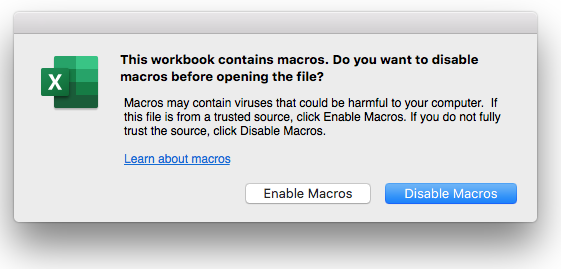 This workbook contains macros. Do you want to disable
macros before opening the file?
Macros may contain viruses that could be harmful to your computer.  If
this file is from a trusted source, click Enable Macros. If you do not fully
trust the source, click Disable Macros.
Learn about macros
Enable Macros
Disable Macros
X